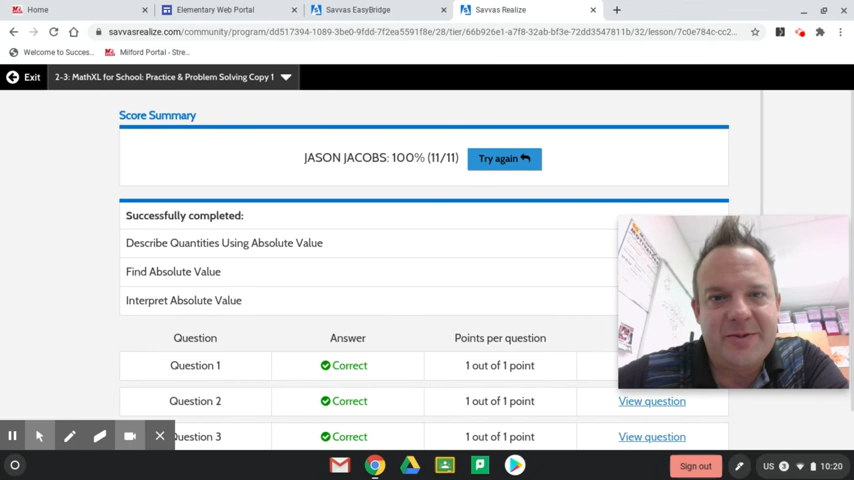 Home
Elementary Web Portal
Savvas EasyBridge
Savvas Realize
savvasrealize.com/community/program/dd517394-1089-3be0-9fdd-7f2ea5591f8e/28/tier/66b926e1-a7f8-32ab-bf3e-72dd3547811b/32/lesson/7c0e784c-cc2...
Welcome to Succes...
Milford Portal - Stre...
Exit
2-3: MathXL for School: Practice & Problem Solving Copy 1
Score Summary
JASON JACOBS: 100% (11/11)
Try again
Successfully completed:
Describe Quantities Using Absolute Value
Find Absolute Value
Interpret Absolute Value
Question Answer Points per question
Question 1 Correct 1 out of 1 point
Question 2 Correct 1 out of 1 point View question
Question 3 Correct 1 out of 1 point View question
Sign out
US 3 10:20